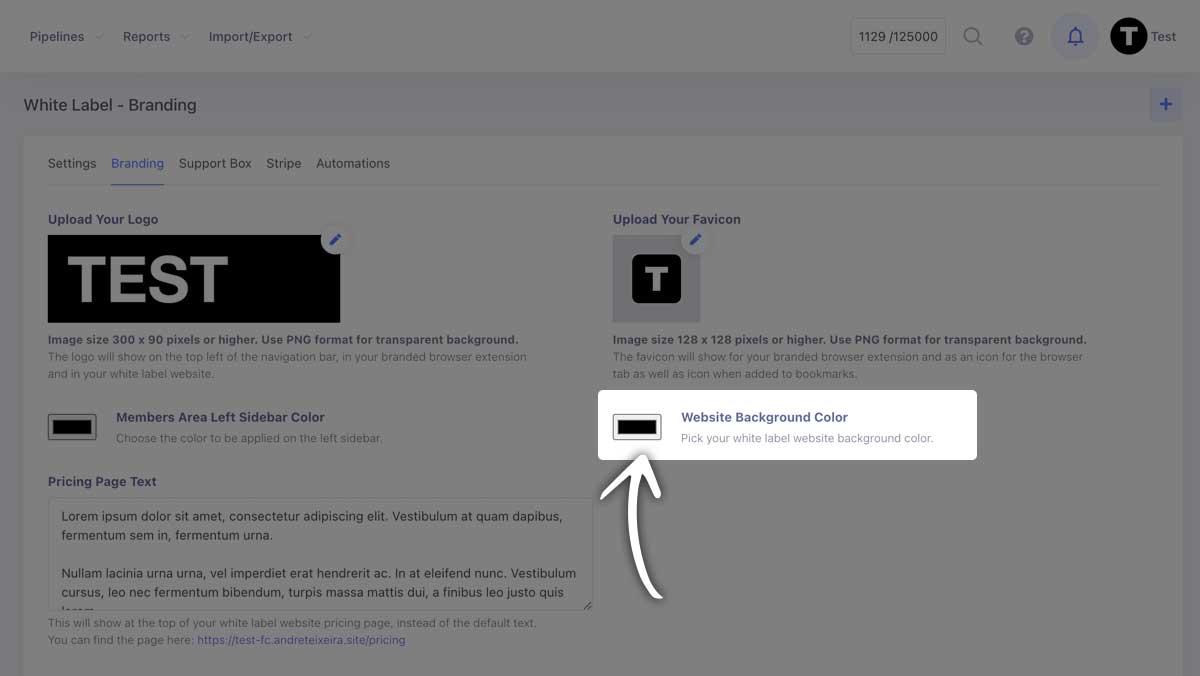 Pipelines Reports Import/Export 1129 /125000 T Test
White Label - Branding
Settings Branding Support Box Stripe Automations
Upload Your Logo
TEST
Image size 300 x 90 pixels or higher. Use PNG format for transparent background.
The logo will show on the top left of the navigation bar, in your branded browser extension
and in your white label website.
Upload Your Favicon
T
Image size 128 x 128 pixels or higher. Use PNG format for transparent background.
The favicon will show for your branded browser extension and as an icon for the browser
tab as well as icon when added to bookmarks.
Members Area Left Sidebar Color
Choose the color to be applied on the left sidebar.
Website Background Color
Pick your white label website background color.
Pricing Page Text
Lorem ipsum dolor sit amet, consectetur adipiscing elit. Vestibulum at quam dapibus,
fermentum sem in, fermentum urna.
Nullam lacinia urna urna, vel imperdiet erat hendrerit ac. In at eleifend nunc. Vestibulum
cursus, leo nec fermentum bibendum, turpis massa mattis dui, a finibus leo justo quis
This will show at the top of your white label website pricing page, instead of the default text.
You can find the page here: https://test-fc.andreteixeira.site/pricing